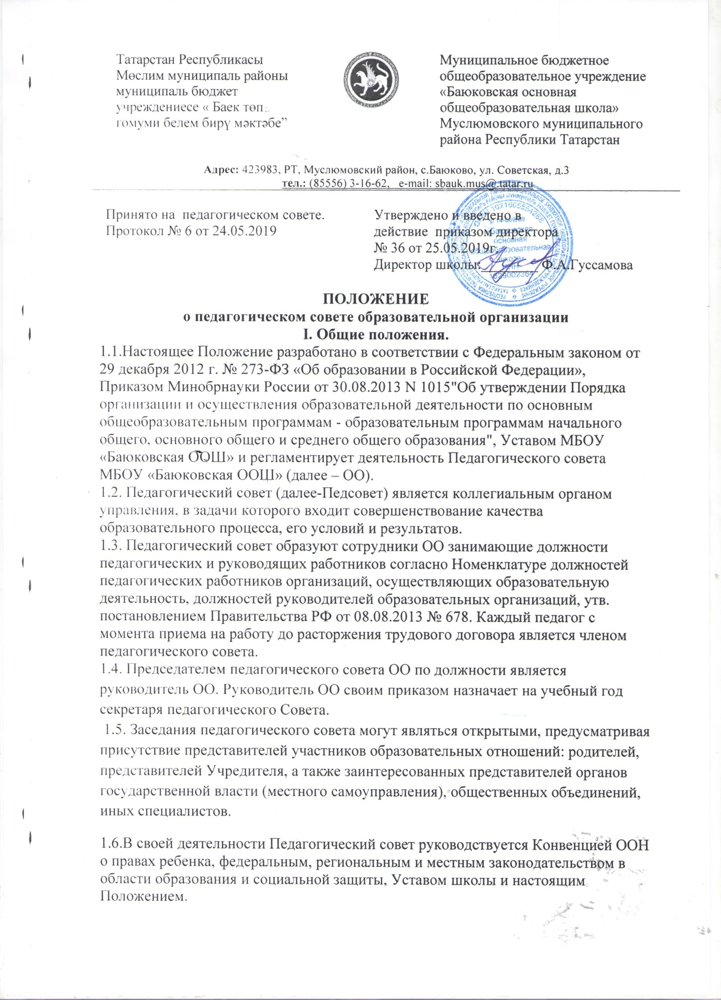 Татарстан Республикасы
Мөслим муниципаль районы
муниципаль бюджет
учреждениесе « Баек төп
гомуми белем бирү мәктәбе”
ТАТАРСТАН
Муниципальное бюджетное
общеобразовательное учреждение
«Баюковская основная
общеобразовательная школа»
Муслюмовского муниципального
района Республики Татарстан
Адрес: 423983, РТ, Муслюмовский район, с.Баюково, ул. Советская, д.3
тел.: (85556) 3-16-62,   e-mail: sbauk.mus@.tatar.ru
Принято на  педагогическом совете.
Протокол № 6 от 24.05.2019
Утверждено и введено в
действие  приказом директора
№ 36 от 25.05.2019г.
Директор школы:________ Ф.А.Гуссамова
основная
общеобразовательная
ПОЛОЖЕНИЕ
о педагогическом совете образовательной организации
I. Общие положения.
1.1.Настоящее Положение разработано в соответствии с Федеральным законом от
29 декабря 2012 г. № 273-ФЗ «Об образовании в Российской Федерации»,
Приказом Минобрнауки России от 30.08.2013 N 1015"Об утверждении Порядка
организации и осуществления образовательной деятельности по основным
общеобразовательным программам - образовательным программам начального
общего, основного общего и среднего общего образования", Уставом МБОУ
«Баюковская ООШ» и регламентирует деятельность Педагогического совета
МБОУ «Баюковская ООШ» (далее – ОО).
1.2. Педагогический совет (далее-Педсовет) является коллегиальным органом
управления, в задачи которого входит совершенствование качества
образовательного процесса, его условий и результатов.
1.3. Педагогический совет образуют сотрудники ОО занимающие должности
педагогических и руководящих работников согласно Номенклатуре должностей
педагогических работников организаций, осуществляющих образовательную
деятельность, должностей руководителей образовательных организаций, утв.
постановлением Правительства РФ от 08.08.2013 № 678. Каждый педагог с
момента приема на работу до расторжения трудового договора является членом
педагогического совета.
1.4. Председателем педагогического совета ОО по должности является
руководитель ОО. Руководитель ОО своим приказом назначает на учебный год
секретаря педагогического Совета.
1.5. Заседания педагогического совета могут являться открытыми, предусматривая
присутствие представителей участников образовательных отношений: родителей,
представителей Учредителя, а также заинтересованных представителей органов
государственной власти (местного самоуправления), общественных объединений,
иных специалистов.
1.6.В своей деятельности Педагогический совет руководствуется Конвенцией ООН
о правах ребенка, федеральным, региональным и местным законодательством в
области образования и социальной защиты, Уставом школы и настоящим
Положением.